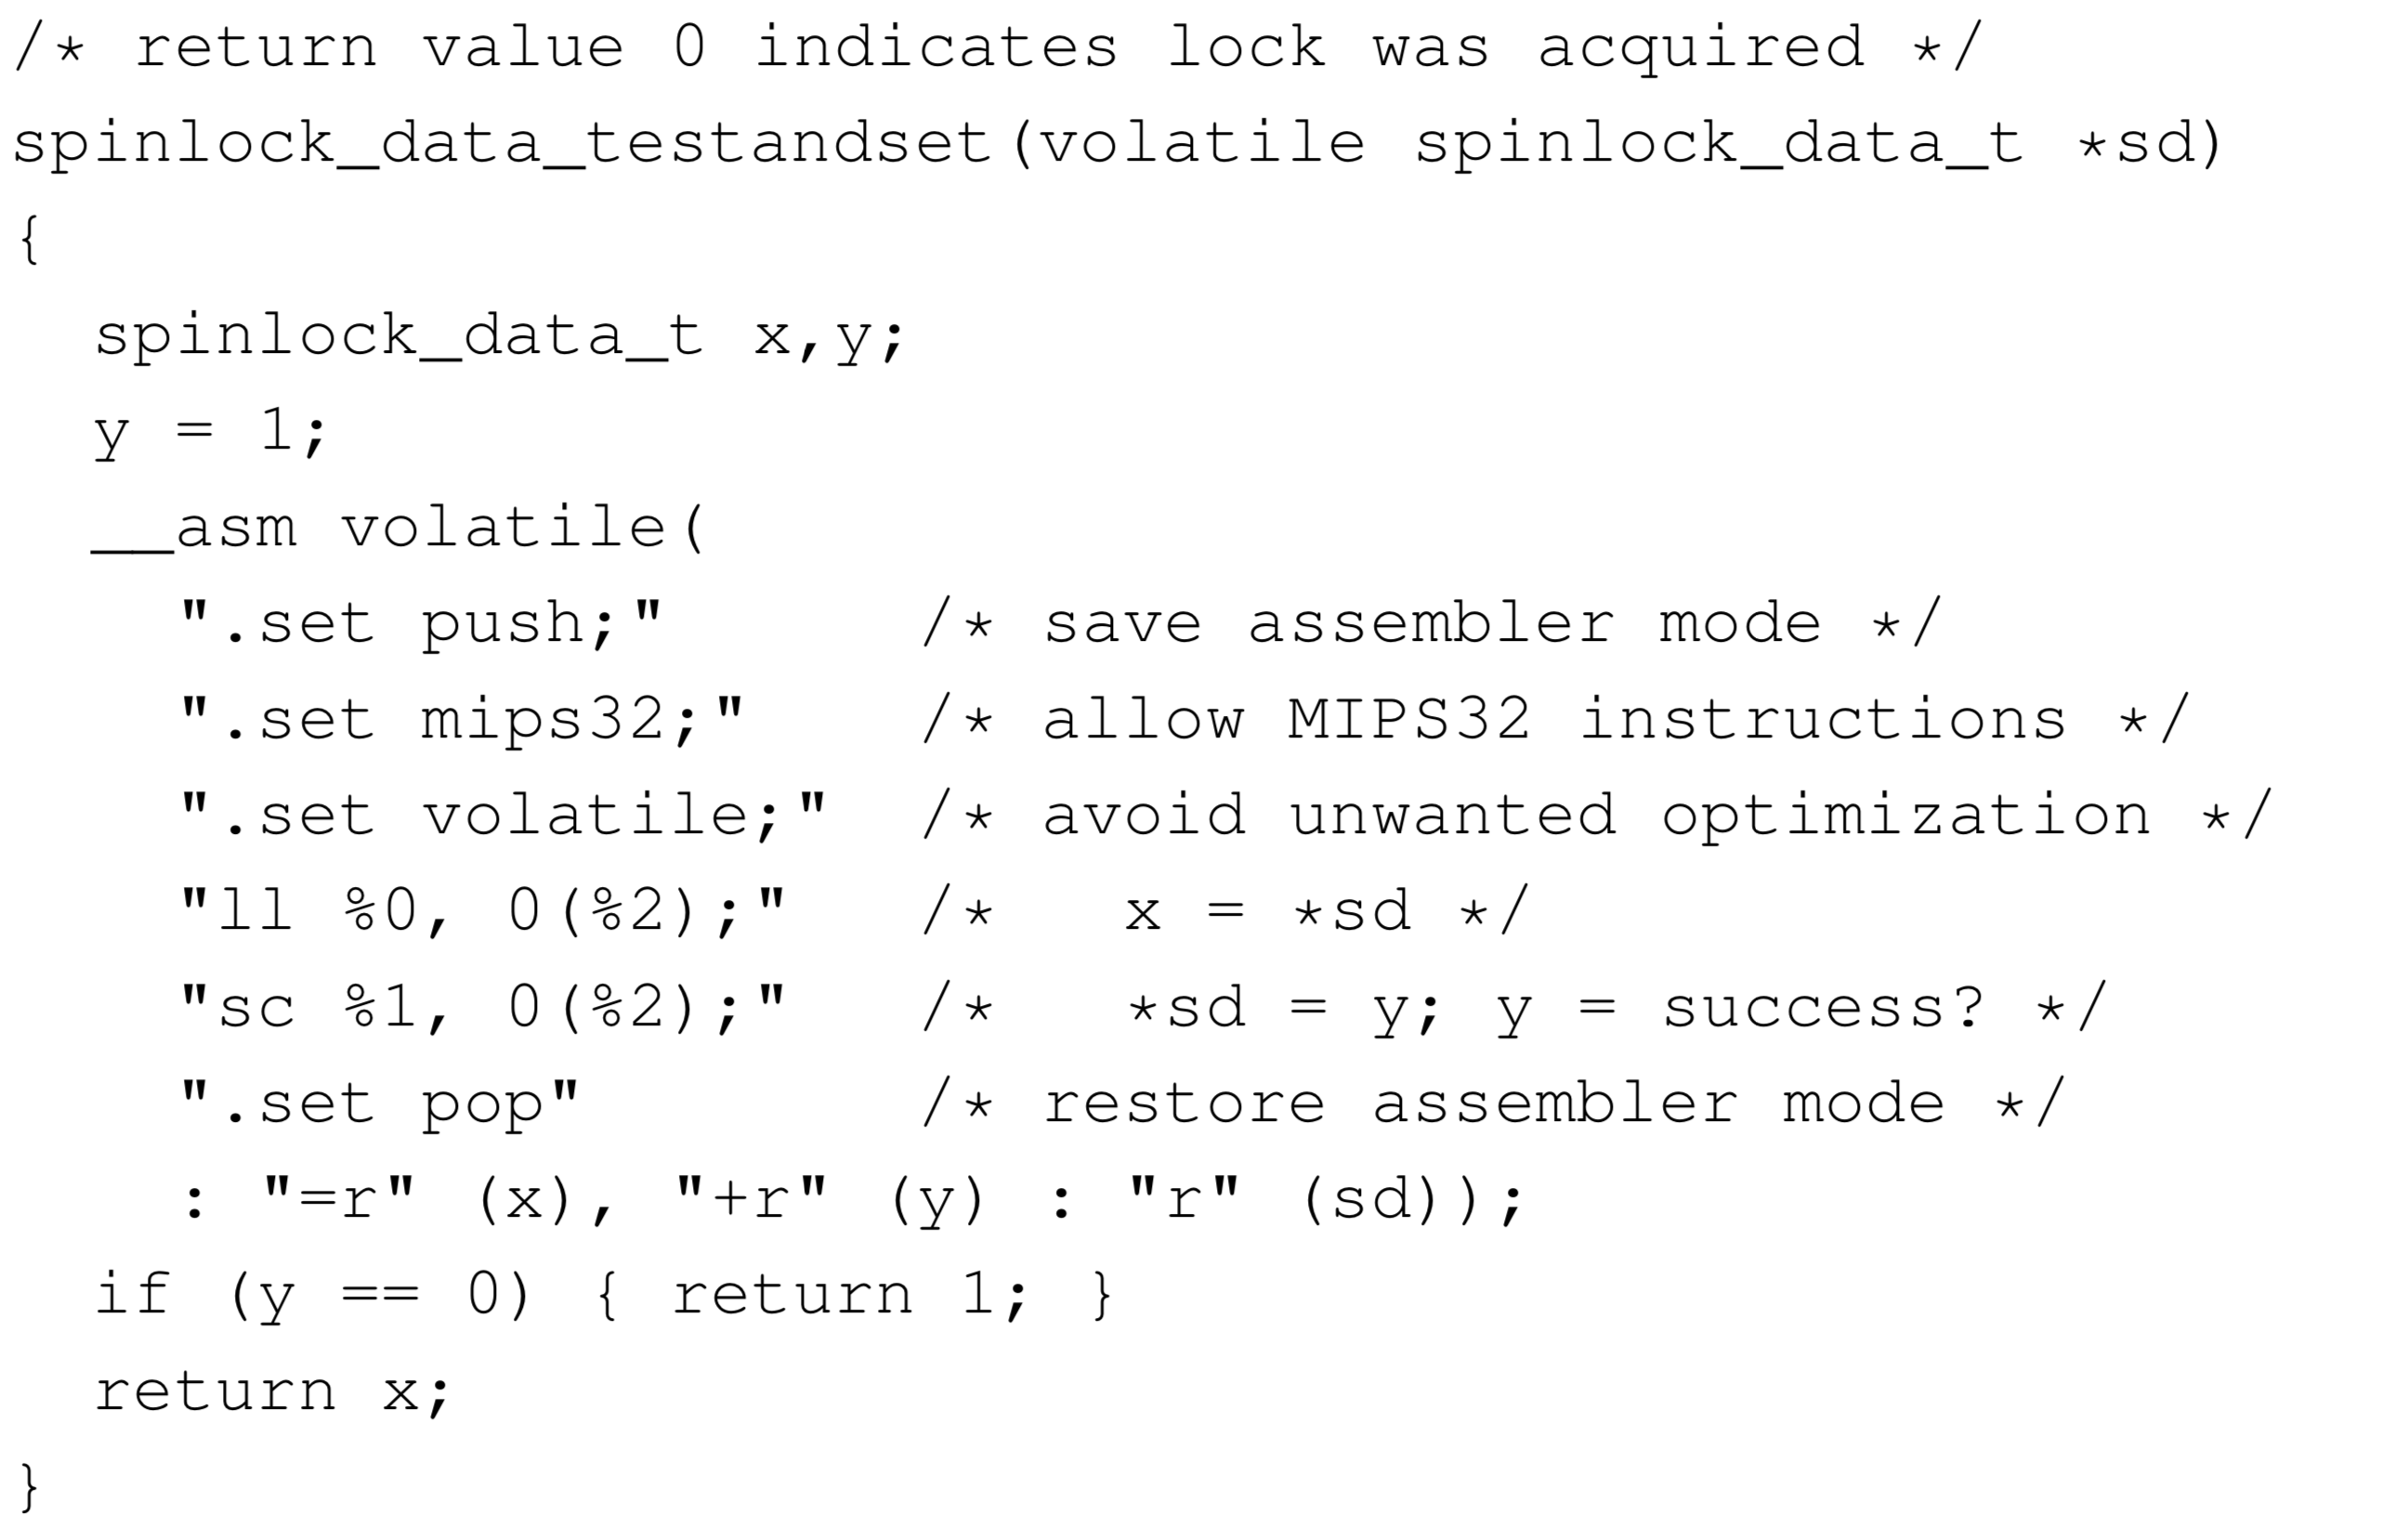 /* return value 0 indicates lock was acquired */
spinlock_data_testandset(volatile spinlock_data_t *sd)
{
  spinlock_data_t x,y;
  y = 1;
  __asm volatile(
    ".set push;"      /* save assembler mode */
    ".set mips32;"    /* allow MIPS32 instructions */
    ".set volatile;"  /* avoid unwanted optimization */
    "ll %0, 0(%2);"   /*   x = *sd */
    "sc %1, 0(%2);"   /*   *sd = y; y = success? */
    ".set pop"        /* restore assembler mode */
    : "=r" (x), "+r" (y) : "r" (sd));
  if (y == 0) { return 1; }
  return x;
}